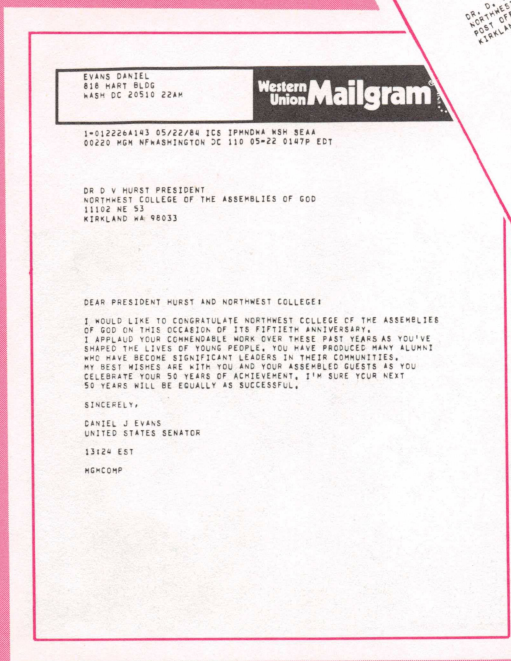 DR. D.
NORTHWES
POST OFF
KIRKLAN
EVANS DANIEL
818 HART BLDG
WASH DC 20510 22AM
Western Union Mailgram
1-012226A143 05/22/84 ICS IPMNDWA WSH SEAA
00220 MGM NFWASHINGTON DC 110 05-22 0147P EDT
DR D V HURST PRESIDENT
NORTHWEST COLLEGE OF THE ASSEMBLIES OF GOD
11102 NE 53
KIRKLAND WA 98033
DEAR PRESIDENT HURST AND NORTHWEST COLLEGE:
I WOULD LIKE TO CONGRATULATE NORTHWEST COLLEGE OF THE ASSEMBLIES
OF GOD ON THIS OCCASION OF ITS FIFTIETH ANNIVERSARY.
I APPLAUD YOUR COMMENDABLE WORK OVER THESE PAST YEARS AS YOU'VE
SHAPED THE LIVES OF YOUNG PEOPLE. YOU HAVE PRODUCED MANY ALUMNI
WHO HAVE BECOME SIGNIFICANT LEADERS IN THEIR COMMUNITIES.
MY BEST WISHES ARE WITH YOU AND YOUR ASSEMBLED GUESTS AS YOU
CELEBRATE YOUR 50 YEARS OF ACHIEVEMENT. I'M SURE YOUR NEXT
50 YEARS WILL BE EQUALLY AS SUCCESSFUL.
SINCERELY,
DANIEL J EVANS
UNITED STATES SENATOR
13:24 EST
MGMCOMP